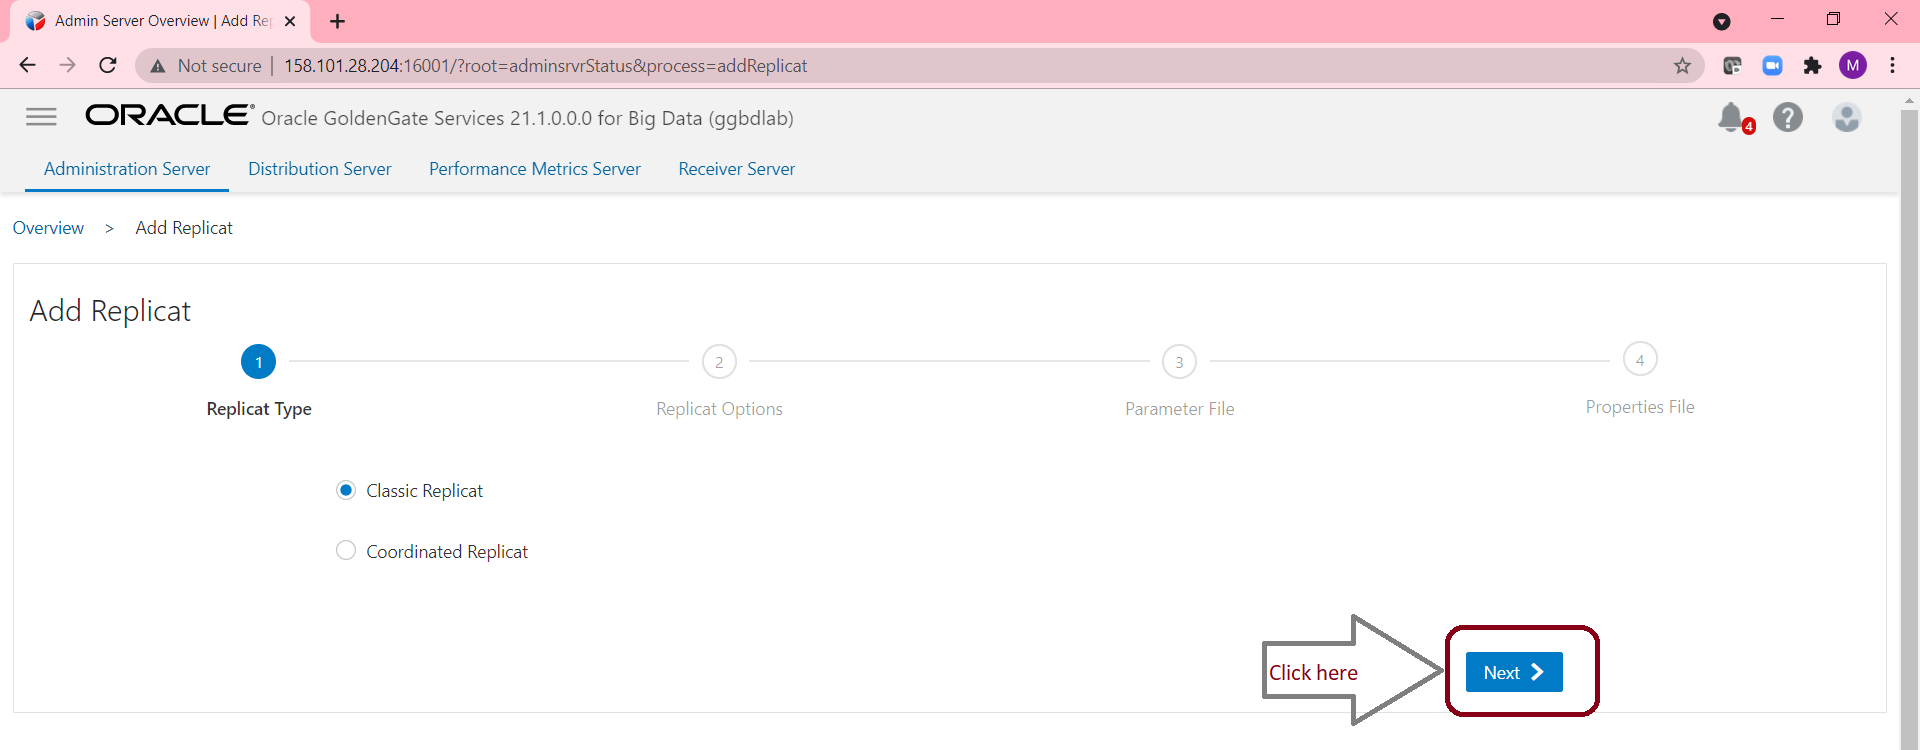 Admin Server Overview | Add Rep
Not secure 158.101.28.204:16001/?root=adminsrvrStatus&process=addReplicat M
ORACLE® Oracle GoldenGate Services 21.1.0.0.0 for Big Data (ggbdlab) 4 ?
Administration Server Distribution Server Performance Metrics Server Receiver Server
Overview > Add Replicat
Add Replicat
1 2 3 4
Replicat Type Replicat Options Parameter File Properties File
Classic Replicat
Coordinated Replicat
Click here Next